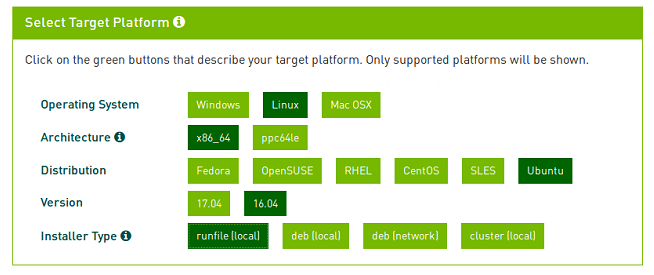 Select Target Platform
Click on the green buttons that describe your target platform. Only supported platforms will be shown.
Operating System Windows Linux Mac OSX
Architecture x86_64 ppc64le
Distribution Fedora OpenSUSE RHEL CentOS SLES Ubuntu
Version 17.04 16.04
Installer Type runfile (local) deb (local) deb (network) cluster (local)